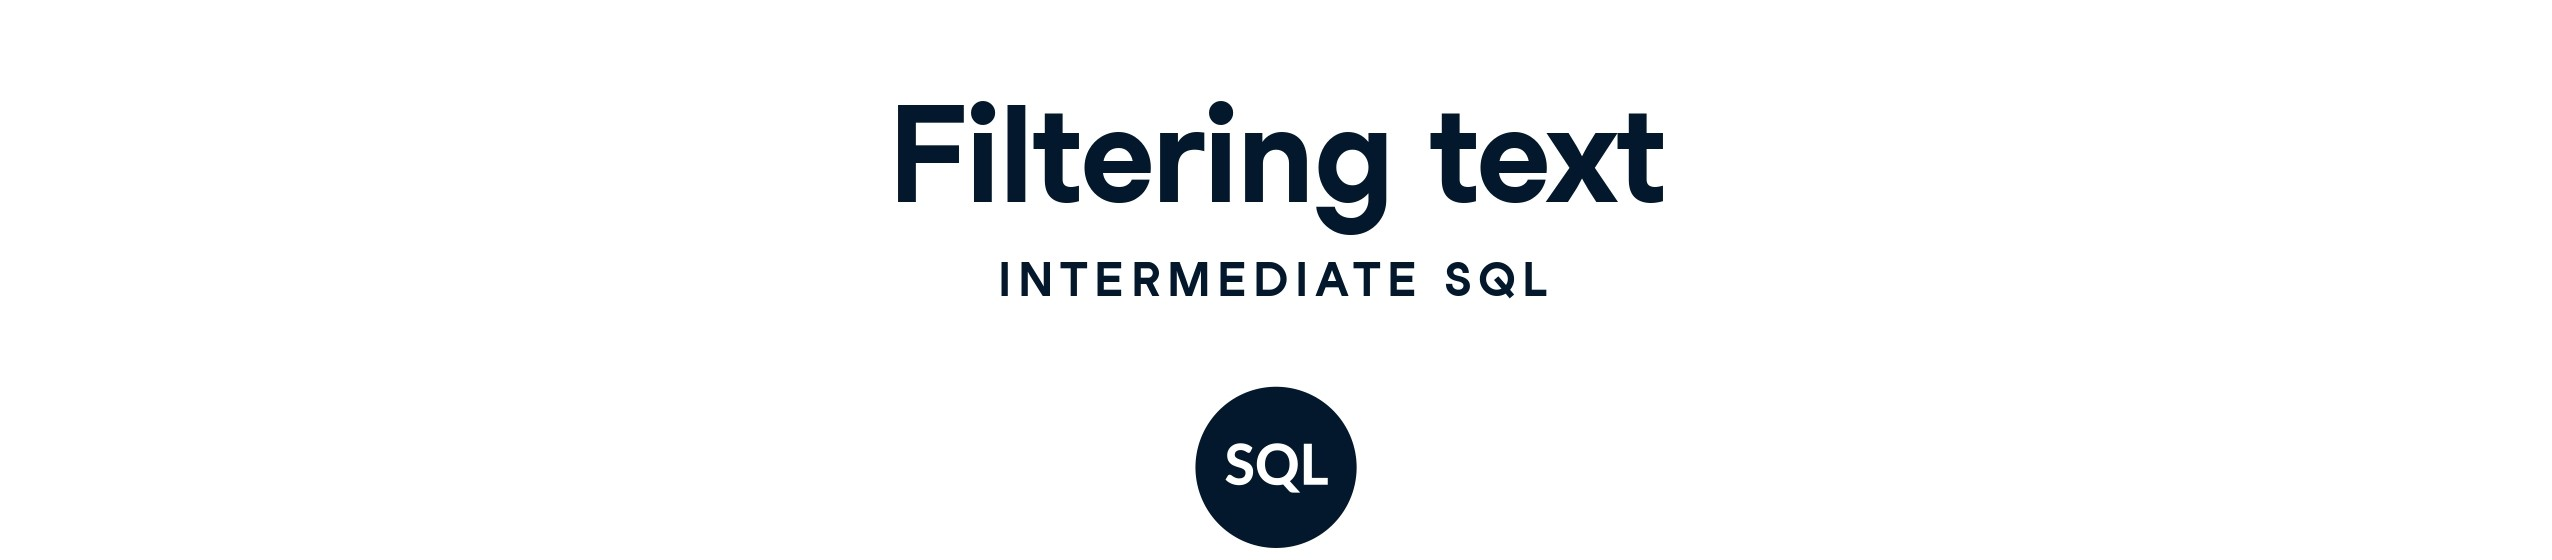 Filtering text
INTERMEDIATE SQL
SQL